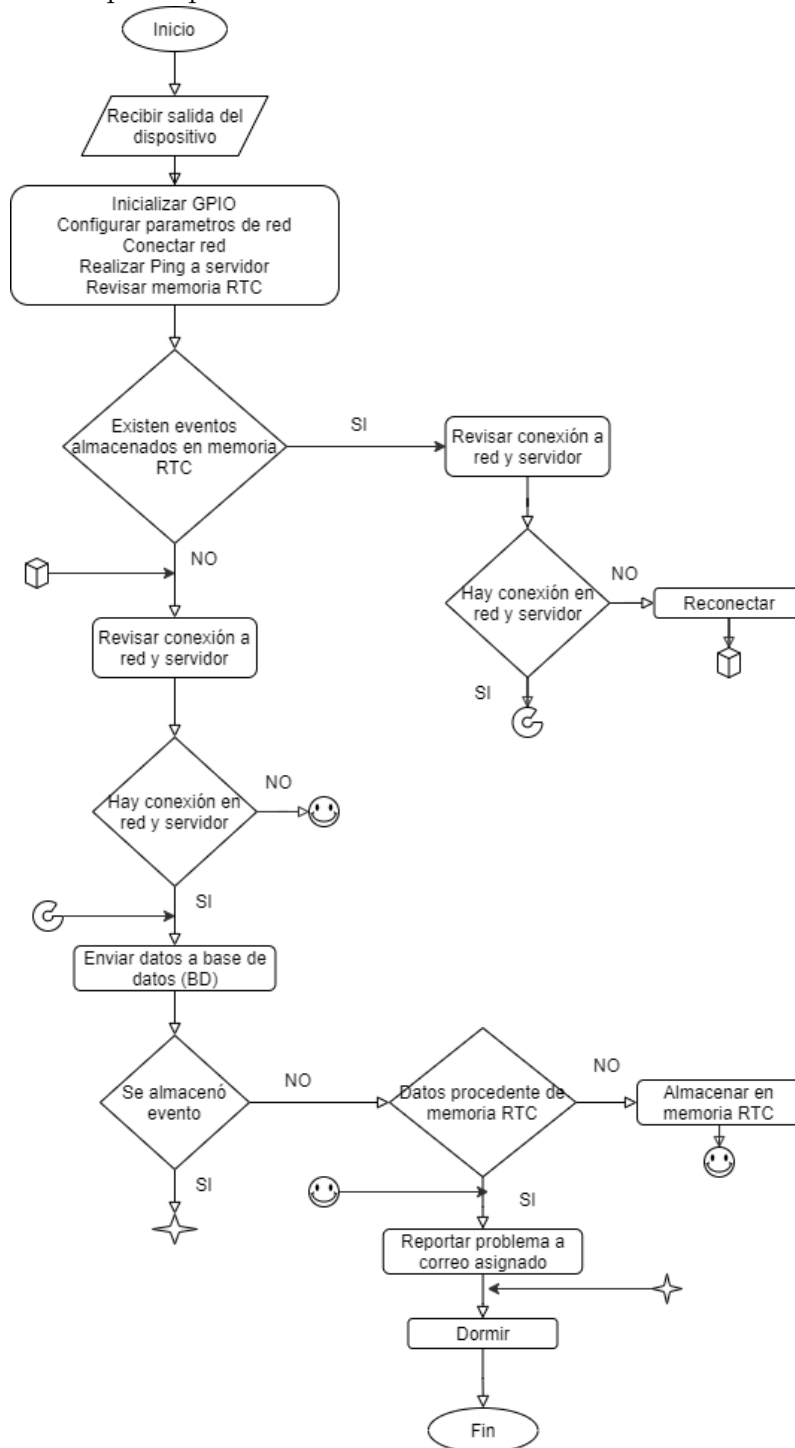 Inicio
Recibir salida del
dispositivo
Inicializar GPIO
Configurar parametros de red
Conectar red
Realizar Ping a servidor
Revisar memoria RTC
Existen eventos
almacenados en memoria
RTC
SI
Revisar conexión a
red y servidor
NO
Hay conexión en
red y servidor
NO
Reconectar
SI
Revisar conexión a
red y servidor
Hay conexión en
red y servidor
NO
SI
Enviar datos a base de
datos (BD)
Se almacenó
evento
NO
Datos procedente de
memoria RTC
NO
Almacenar en
memoria RTC
SI
SI
Reportar problema a
correo asignado
Dormir
Fin